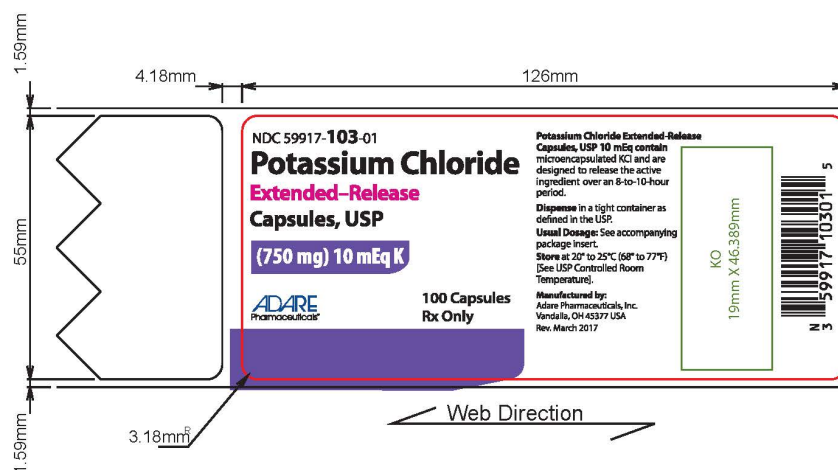 1.59mm
4.18mm
126mm
55mm
NDC 59917-103-01
Potassium Chloride
Extended–Release
Capsules, USP
(750 mg) 10 mEq K
ADARE
Pharmaceuticals
100 Capsules
Rx Only
Potassium Chloride Extended-Release
Capsules, USP 10 mEq contain
microencapsulated KCl and are
designed to release the active
ingredient over an 8-to-10-hour
period.
Dispense in a tight container as
defined in the USP.
Usual Dosage: See accompanying
package insert.
Store at 20° to 25°C (68° to 77°F)
[See USP Controlled Room
Temperature].
Manufactured by:
Adare Pharmaceuticals, Inc.
Vandalia, OH 45377 USA
Rev. March 2017
KO
19mm X 46.389mm
N
3 59917 10301 5
1.59mm
3.18mm R
Web Direction